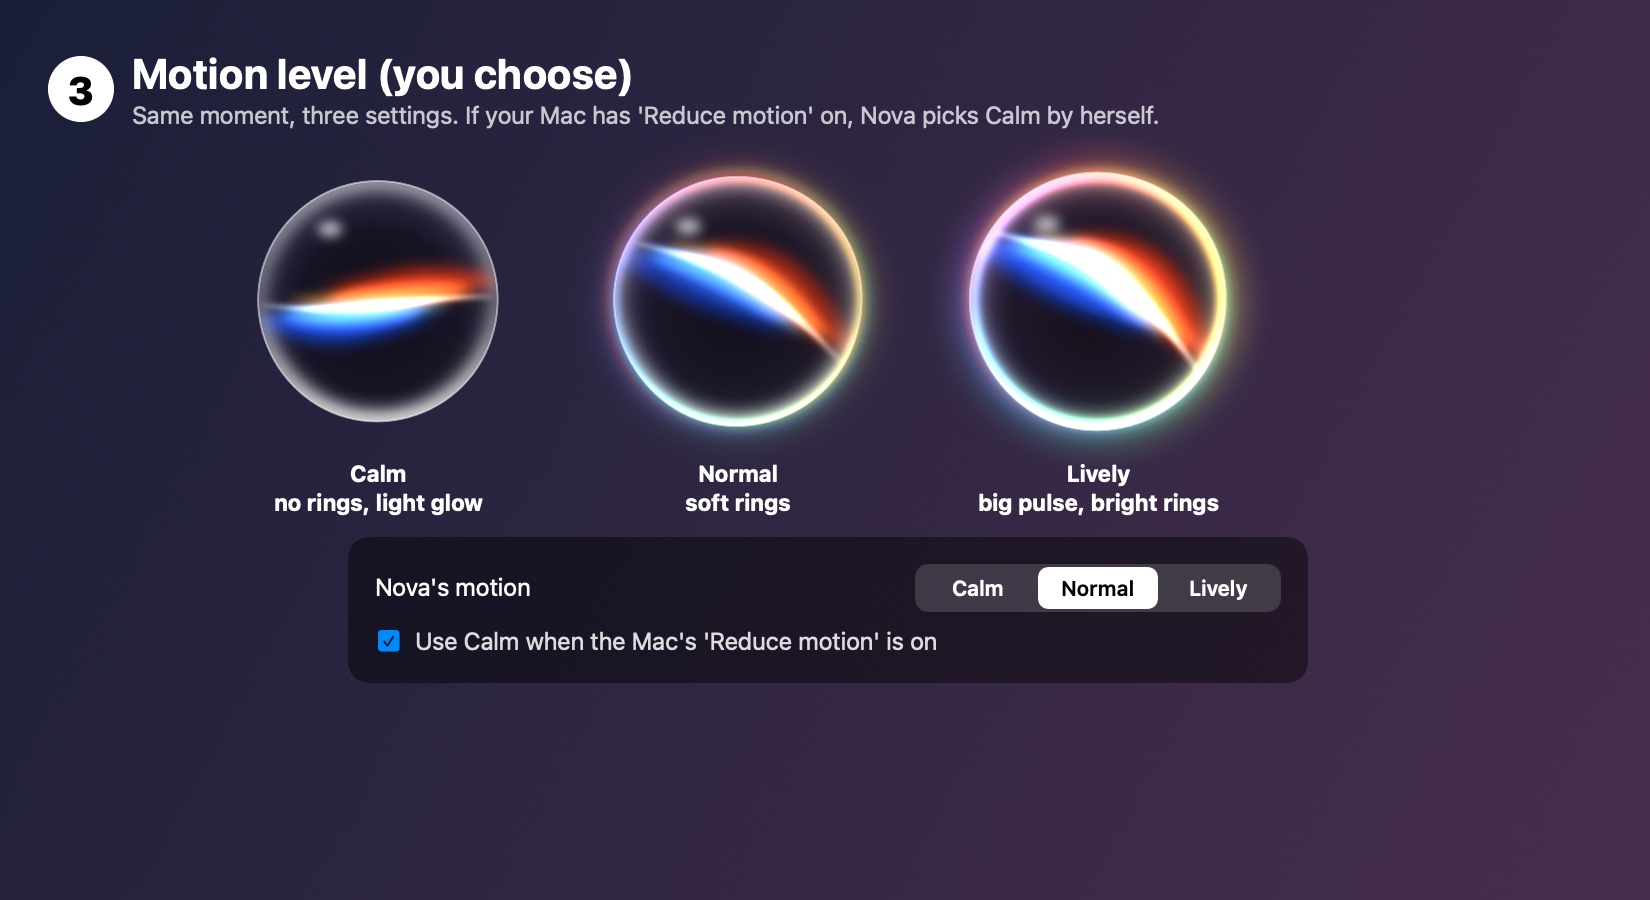 3
Motion level (you choose)
Same moment, three settings. If your Mac has 'Reduce motion' on, Nova picks Calm by herself.
Calm
no rings, light glow
Normal
soft rings
Lively
big pulse, bright rings
Nova's motion
Calm
Normal
Lively
Use Calm when the Mac's 'Reduce motion' is on